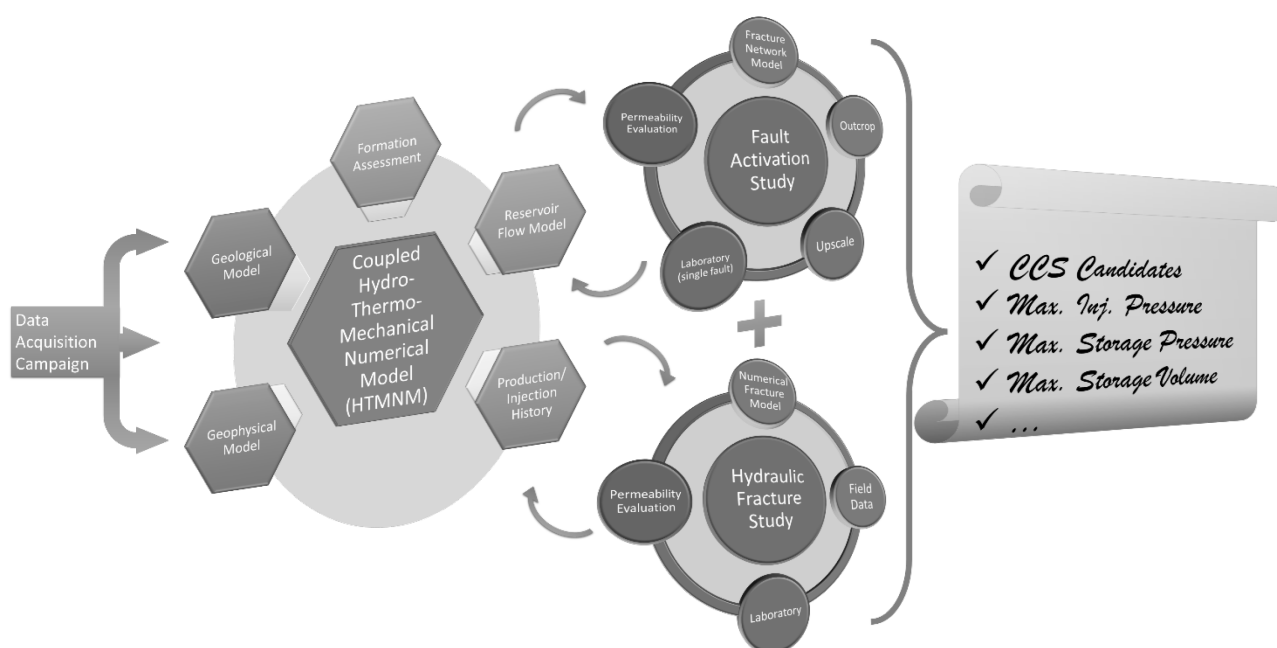 Data
Acquisition
Campaign
Formation
Assessment
Geological
Model
Reservoir
Flow Model
Coupled
Hydro-
Thermo-
Mechanical
Numerical
Model
(HTMNM)
Production/
Injection
History
Geophysical
Model
Fracture
Network
Model
Permeability
Evaluation
Outcrop
Fault
Activation
Study
Laboratory
(single fault)
Upscale
+
Numerical
Fracture
Model
Permeability
Evaluation
Field
Data
Hydraulic
Fracture
Study
Laboratory
✓ CCS Candidates
✓ Max. Inj. Pressure
✓ Max. Storage Pressure
✓ Max. Storage Volume
✓ ...